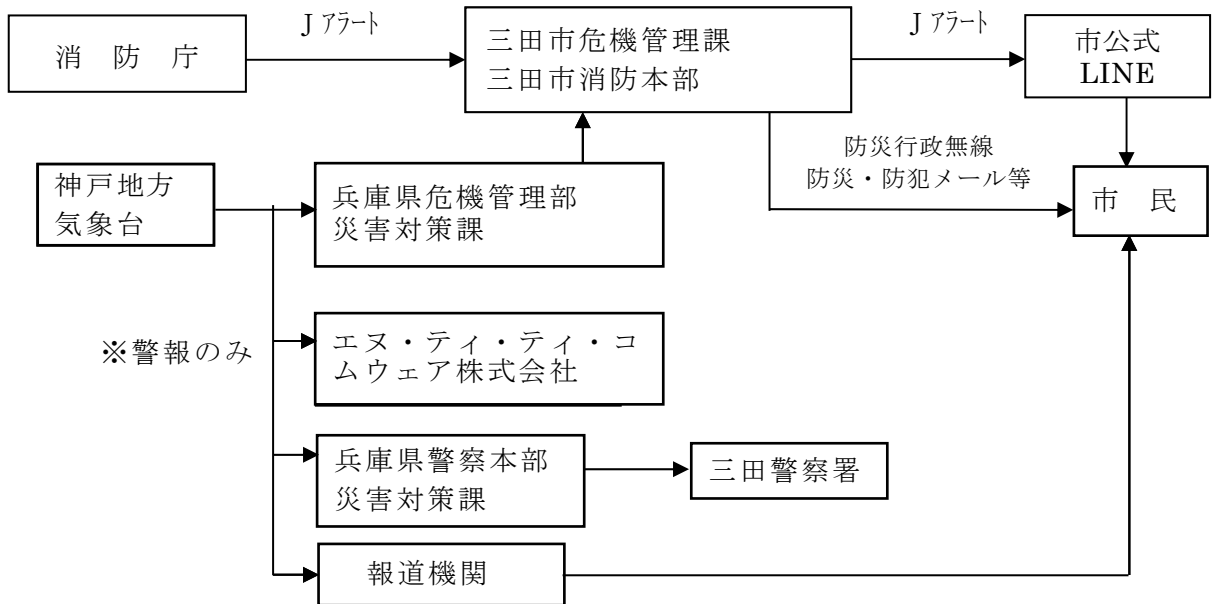 消 防 庁
J アラート
三田市危機管理課
三田市消防本部
J アラート
市公式
LINE
神戸地方
気象台
兵庫県危機管理部
災害対策課
防災行政無線
防災・防犯メール等
市 民
※警報のみ
エヌ・ティ・ティ・コ
ムウェア株式会社
兵庫県警察本部
災害対策課
三田警察署
報道機関